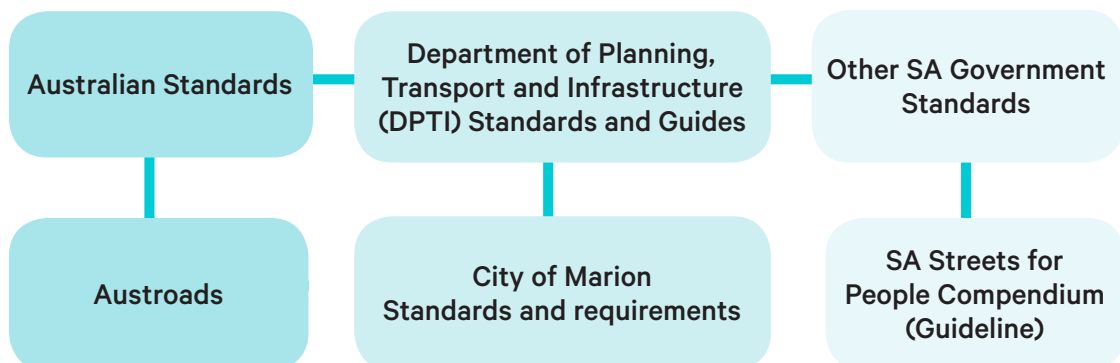 Australian Standards
Department of Planning,
Transport and Infrastructure
(DPTI) Standards and Guides
Other SA Government
Standards
Austroads
City of Marion
Standards and requirements
SA Streets for
People Compendium
(Guideline)